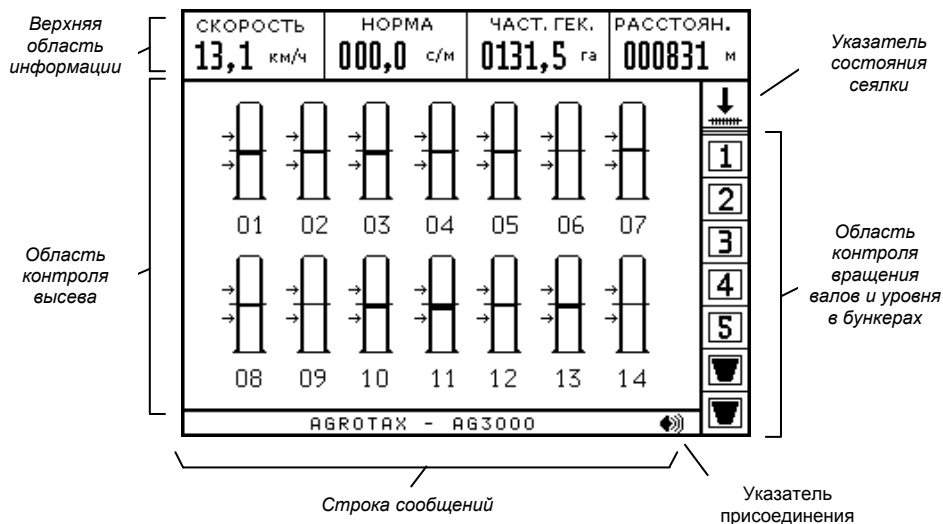 Верхняя
область
информации
СКОРОСТЬ
13,1 км/ч
НОРМА
000,0 с/м
ЧАСТ. ГЕК.
0131,5 га
РАССТОЯН.
000831 м
Указатель
состояния
сеялки
01 02 03 04 05 06 07
08 09 10 11 12 13 14
1
2
3
4
5
Область
контроля
высева
Область
контроля
вращения
валов и уровня
в бункерах
AGROTAX - AG3000
Строка сообщений
Указатель
присоединения